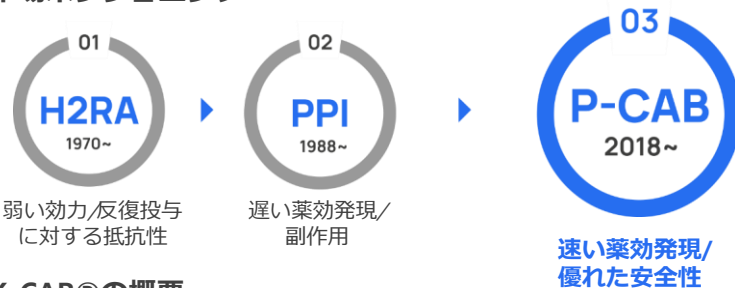 01
H2RA
1970~
弱い効力/反復投与
に対する抵抗性
02
PPI
1988~
遅い薬効発現/
副作用
03
P-CAB
2018~
速い薬効発現/
優れた安全性